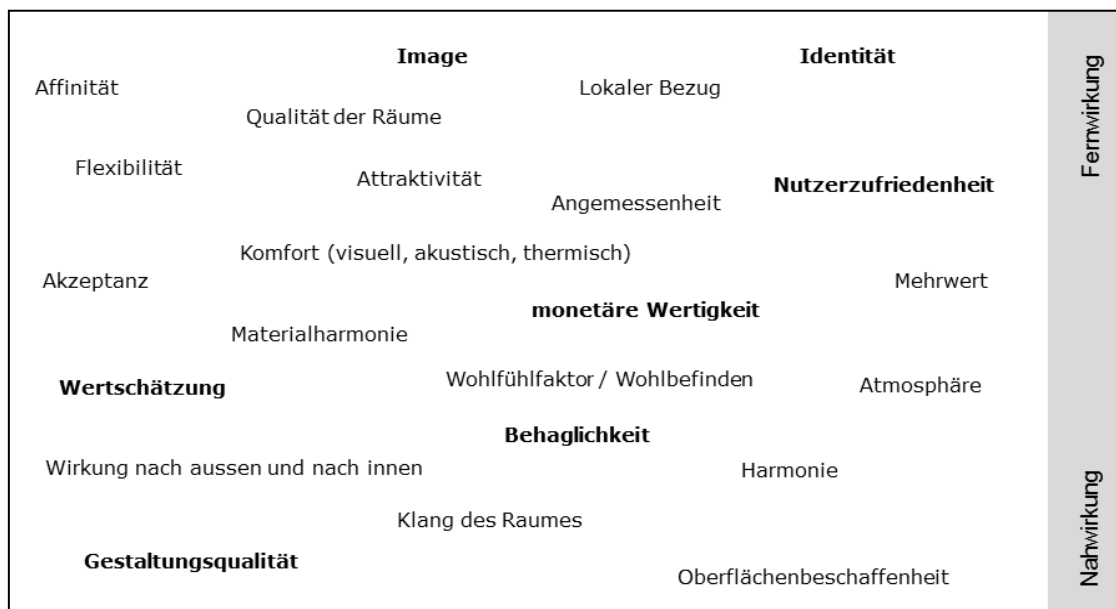 Image
Identität
Affinität
Lokaler Bezug
Qualität der Räume
Flexibilität
Attraktivität
Nutzerzufriedenheit
Angemessenheit
Komfort (visuell, akustisch, thermisch)
Akzeptanz
Mehrwert
monetäre Wertigkeit
Materialharmonie
Wertschätzung
Wohlfühlfaktor / Wohlbefinden
Atmosphäre
Behaglichkeit
Wirkung nach aussen und nach innen
Harmonie
Klang des Raumes
Gestaltungsqualität
Oberflächenbeschaffenheit
Fernwirkung
Nahwirkung